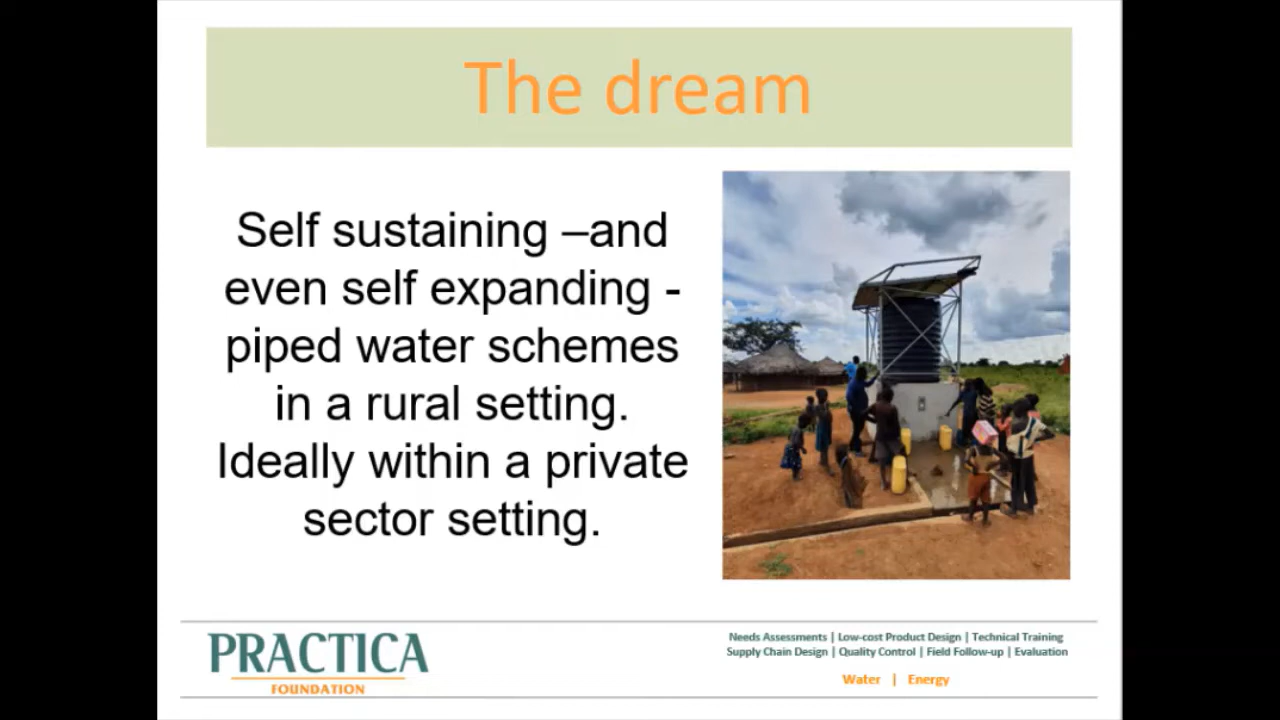 The dream
Self sustaining –and
even self expanding -
piped water schemes
in a rural setting.
Ideally within a private
sector setting.
PRACTICA
FOUNDATION
Needs Assessments | Low-cost Product Design | Technical Training
Supply Chain Design | Quality Control | Field Follow-up | Evaluation
Water | Energy